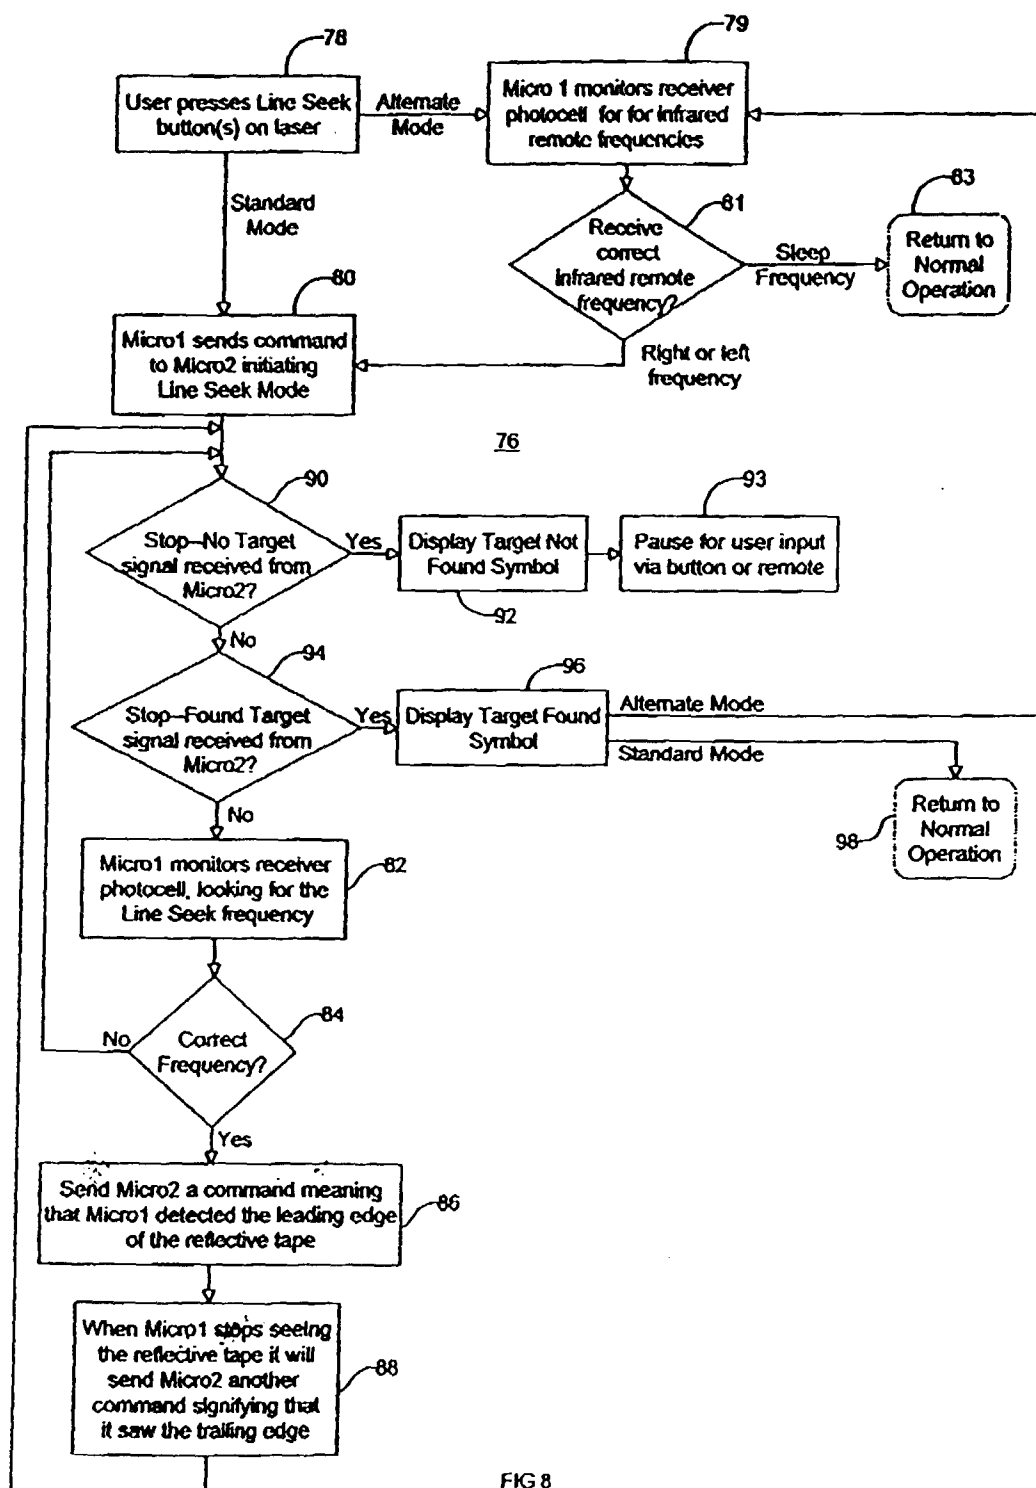 78
79
User presses Line Seek
button(s) on laser
Alternate
Mode
Micro 1 monitors receiver
photocell for for infrared
remote frequencies
Standard
Mode
81
83
Receive
correct
infrared remote
frequency?
Sleep
Frequency
Return to
Normal
Operation
80
Micro1 sends command
to Micro2 initiating
Line Seek Mode
Right or left
frequency
76
90
93
Stop–No Target
signal received from
Micro2?
Yes
Display Target Not
Found Symbol
Pause for user input
via button or remote
92
No
94
96
Stop–Found Target
signal received from
Micro2?
Yes
Display Target Found
Symbol
Alternate Mode
Standard Mode
No
Return to
Normal
Operation
98
Micro1 monitors receiver
photocell, looking for the
Line Seek frequency
82
84
No
Correct
Frequency?
Yes
Send Micro2 a command meaning
that Micro1 detected the leading edge
of the reflective tape
86
When Micro1 stops seeing
the reflective tape it will
send Micro2 another
command signifying that
it saw the trailing edge
88
FIG 8